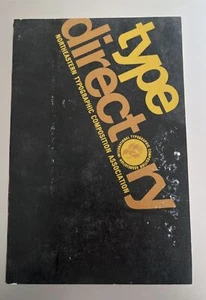 type
directory
NORTHEASTERN TYPOGRAPHIC COMPOSITION ASSOCIATION